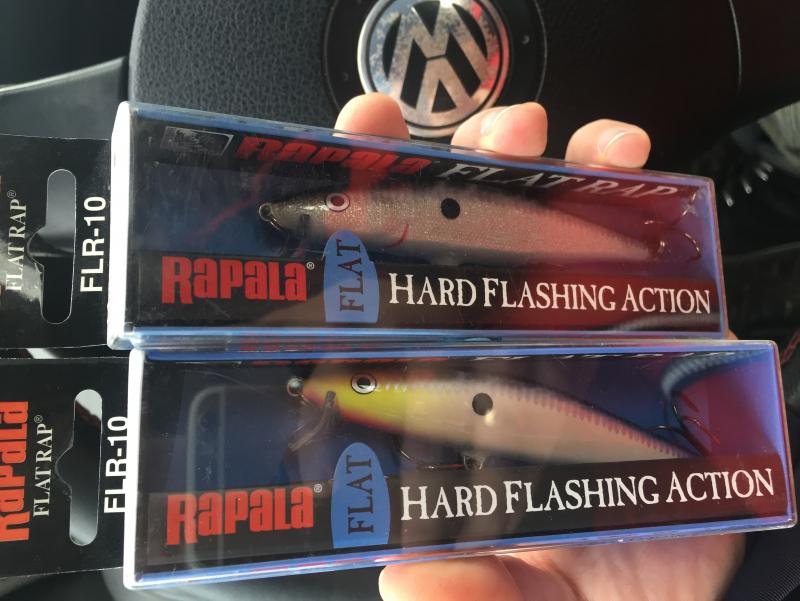 RAPALA FLAT RAP
FLAT RAP®
FLR-10
RAPALA® FLAT HARD FLASHING ACTION
RAPALA
FLAT RAP®
FLR-10
RAPALA® FLAT HARD FLASHING ACTION